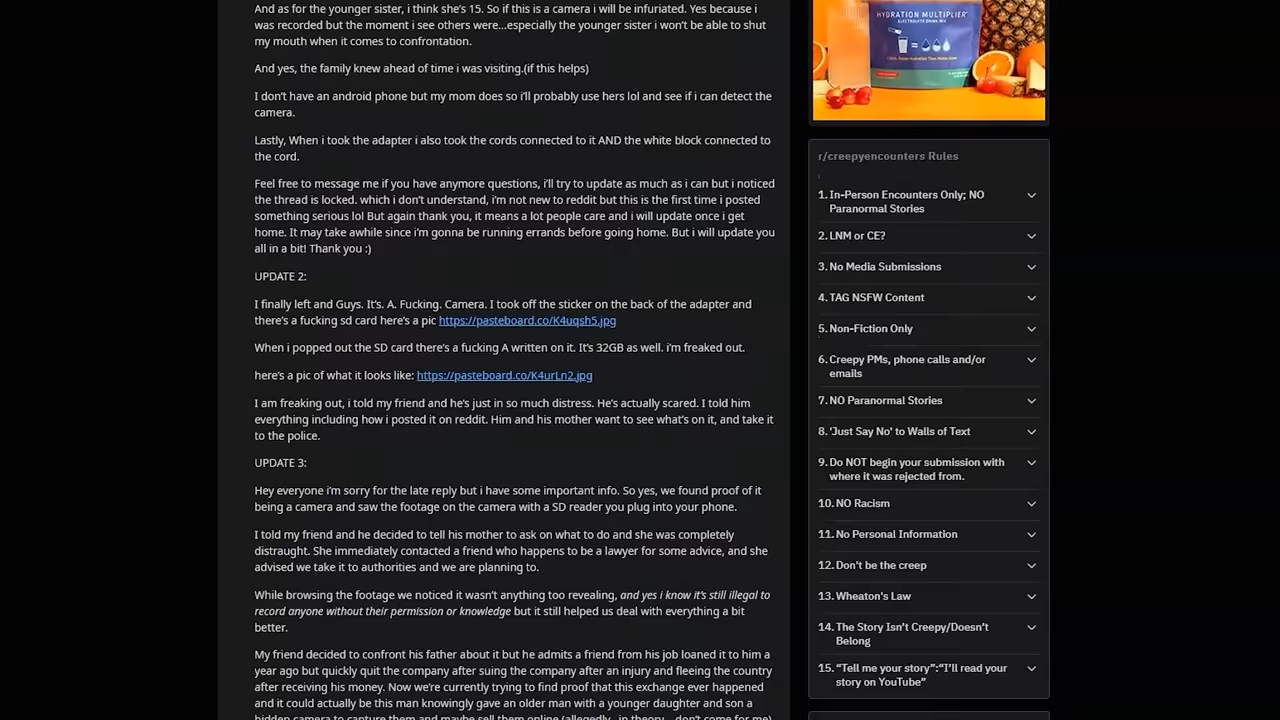 And as for the younger sister, i think she's 15. So if this is a camera i will be infuriated. Yes because i
was recorded but the moment i see others were...especially the younger sister i won't be able to shut
my mouth when it comes to confrontation.
And yes, the family knew ahead of time i was visiting.(if this helps)
I don't have an android phone but my mom does so i'll probably use hers lol and see if i can detect the
camera.
Lastly, When i took the adapter i also took the cords connected to it AND the white block connected to
the cord.
Feel free to message me if you have anymore questions, i'll try to update as much as i can but i noticed
the thread is locked. which i don't understand, i'm not new to reddit but this is the first time i posted
something serious lol But again thank you, it means a lot people care and i will update once i get
home. It may take awhile since i'm gonna be running errands before going home. But i will update you
all in a bit! Thank you :)
UPDATE 2:
I finally left and Guys. It's. A. Fucking. Camera. I took off the sticker on the back of the adapter and
there's a fucking sd card here's a pic https://pasteboard.co/K4uqsh5.jpg
When i popped out the SD card there's a fucking A written on it. It's 32GB as well. i'm freaked out.
here's a pic of what it looks like: https://pasteboard.co/K4urLn2.jpg
I am freaking out, i told my friend and he's just in so much distress. He's actually scared. I told him
everything including how i posted it on reddit. Him and his mother want to see what's on it, and take it
to the police.
UPDATE 3:
Hey everyone i'm sorry for the late reply but i have some important info. So yes, we found proof of it
being a camera and saw the footage on the camera with a SD reader you plug into your phone.
I told my friend and he decided to tell his mother to ask on what to do and she was completely
distraught. She immediately contacted a friend who happens to be a lawyer for some advice, and she
advised we take it to authorities and we are planning to.
While browsing the footage we noticed it wasn't anything too revealing, and yes i know it's still illegal to
record anyone without their permission or knowledge but it still helped us deal with everything a bit
better.
My friend decided to confront his father about it but he admits a friend from his job loaned it to him a
year ago but quickly quit the company after suing the company after an injury and fleeing the country
after receiving his money. Now we're currently trying to find proof that this exchange ever happened
and it could actually be this man knowingly gave an older man with a younger daughter and son a
hidden camera to capture them and maybe sell them online (allegedly.. in theory... don't come for me)
HYDRATION MULTIPLIER
ELECTROLYTE DRINK MIX
r/creepyencounters Rules
1. In-Person Encounters Only; NO
Paranormal Stories
2. LNM or CE?
3. No Media Submissions
4. TAG NSFW Content
5. Non-Fiction Only
6. Creepy PMs, phone calls and/or
emails
7. NO Paranormal Stories
8. 'Just Say No' to Walls of Text
9. Do NOT begin your submission with
where it was rejected from.
10. NO Racism
11. No Personal Information
12. Don't be the creep
13. Wheaton's Law
14. The Story Isn't Creepy/Doesn't
Belong
15. “Tell me your story”:“I'll read your
story on YouTube”